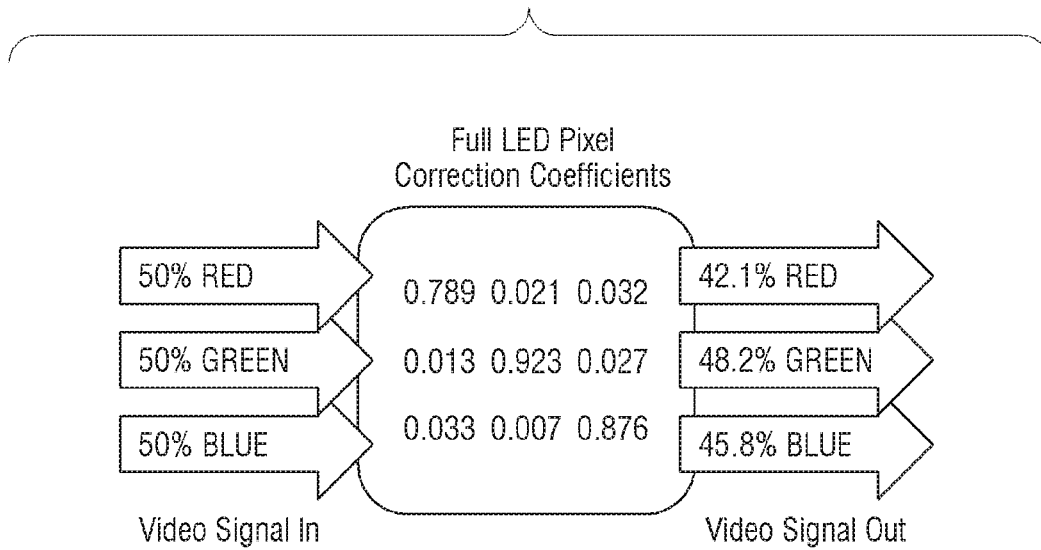 Full LED Pixel
Correction Coefficients
50% RED
0.789 0.021 0.032
42.1% RED
50% GREEN
0.013 0.923 0.027
48.2% GREEN
50% BLUE
0.033 0.007 0.876
45.8% BLUE
Video Signal In
Video Signal Out